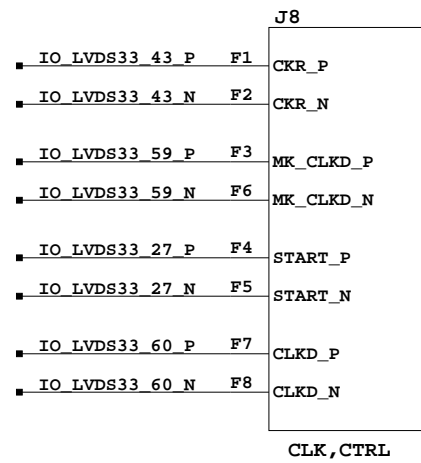 J8
IO_LVDS33_43_P F1 CKR_P
IO_LVDS33_43_N F2 CKR_N
IO_LVDS33_59_P F3 MK_CLKD_P
IO_LVDS33_59_N F6 MK_CLKD_N
IO_LVDS33_27_P F4 START_P
IO_LVDS33_27_N F5 START_N
IO_LVDS33_60_P F7 CLKD_P
IO_LVDS33_60_N F8 CLKD_N
CLK,CTRL